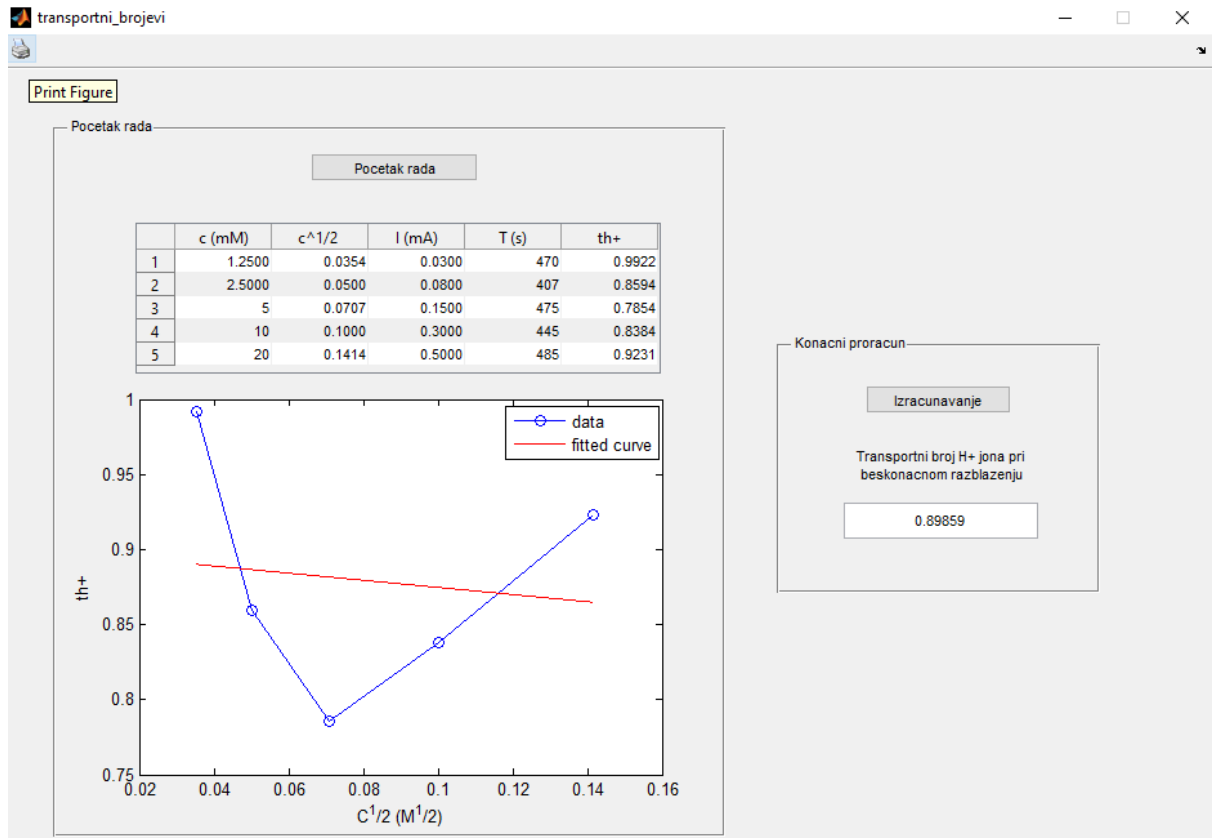 transportni_brojevi
Print Figure
Pocetak rada
Pocetak rada
c (mM) c^1/2 I (mA) T (s) th+
1 1.2500 0.0354 0.0300 470 0.9922
2 2.5000 0.0500 0.0800 407 0.8594
3 5 0.0707 0.1500 475 0.7854
4 10 0.1000 0.3000 445 0.8384
5 20 0.1414 0.5000 485 0.9231
1
0.95
0.9
0.85
0.8
0.75
th+
data
fitted curve
0.02 0.04 0.06 0.08 0.1 0.12 0.14 0.16
C^1/2 (M^1/2)
Konacni proracun
Izracunavanje
Transportni broj H+ jona pri
beskonacnom razblazenju
0.89859